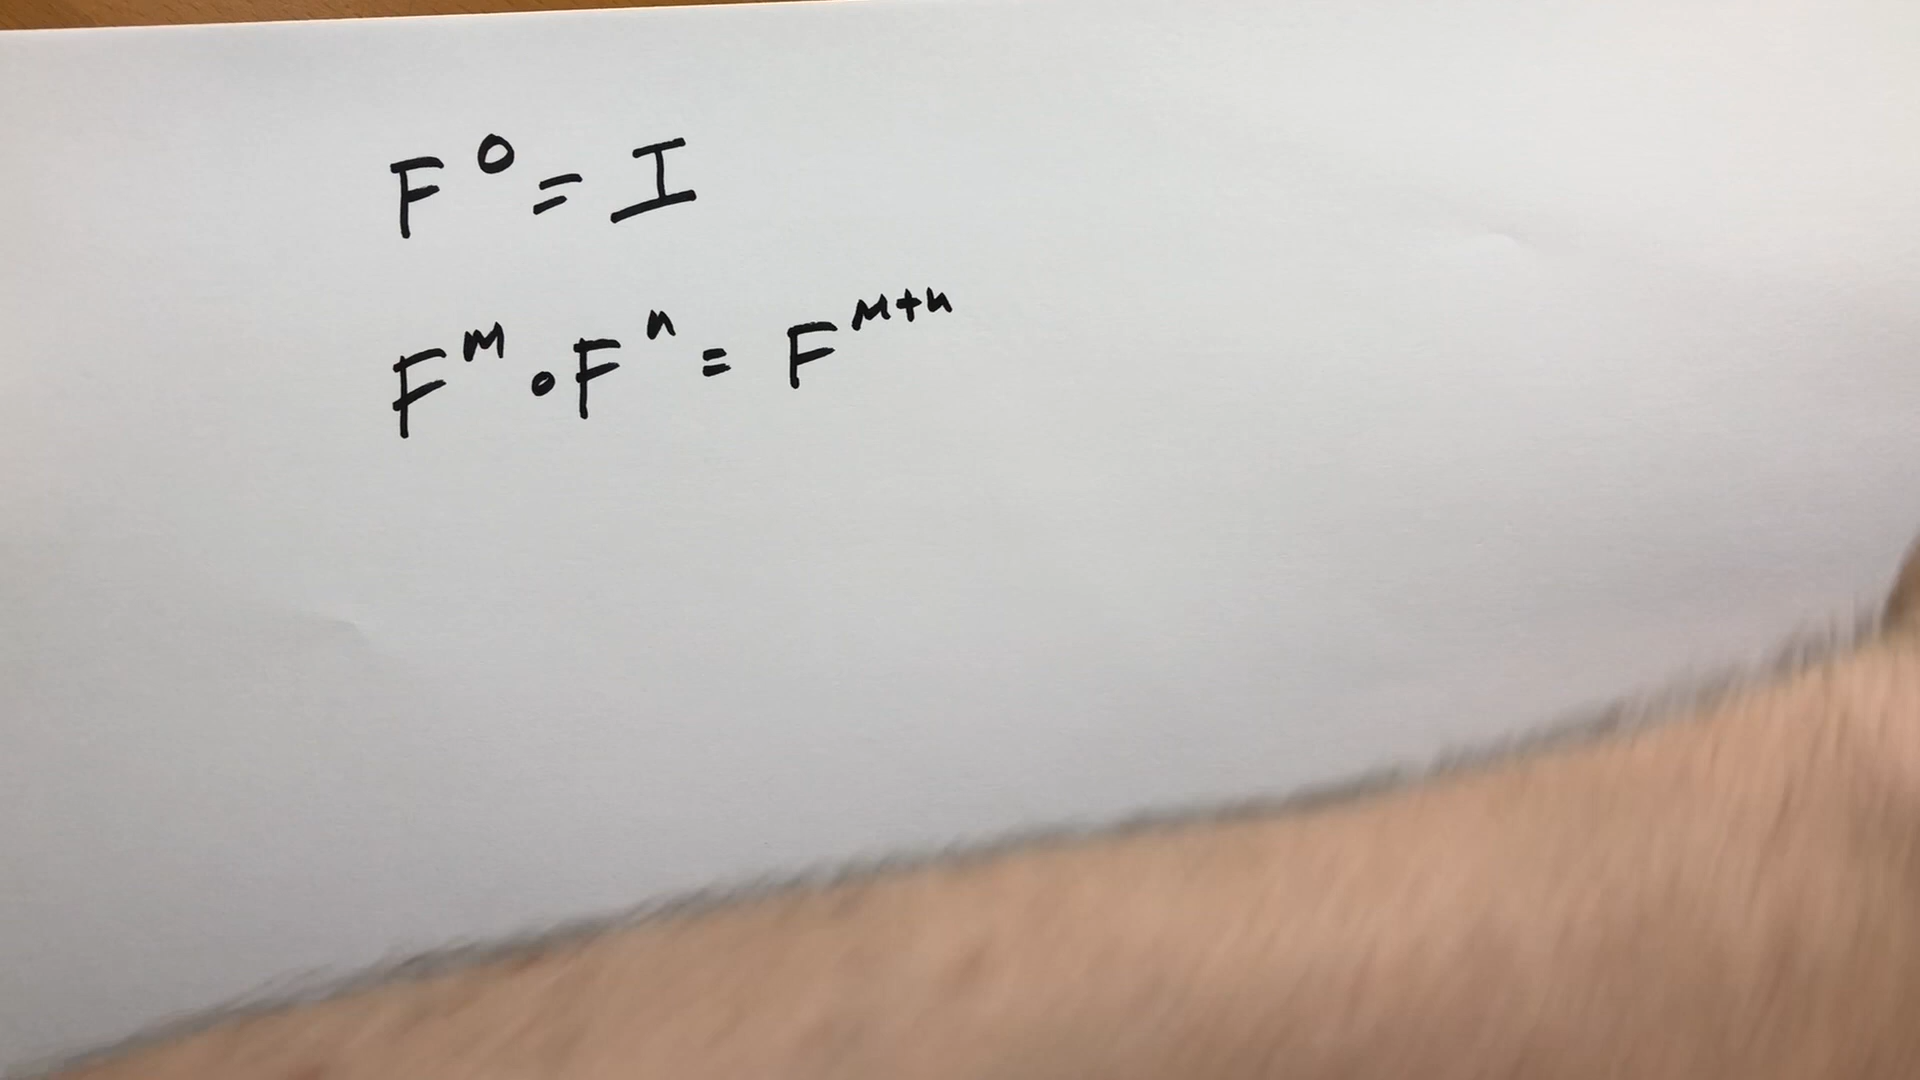 F⁰ = I
Fᵐ ∘ Fⁿ = Fᵐ⁺ⁿ